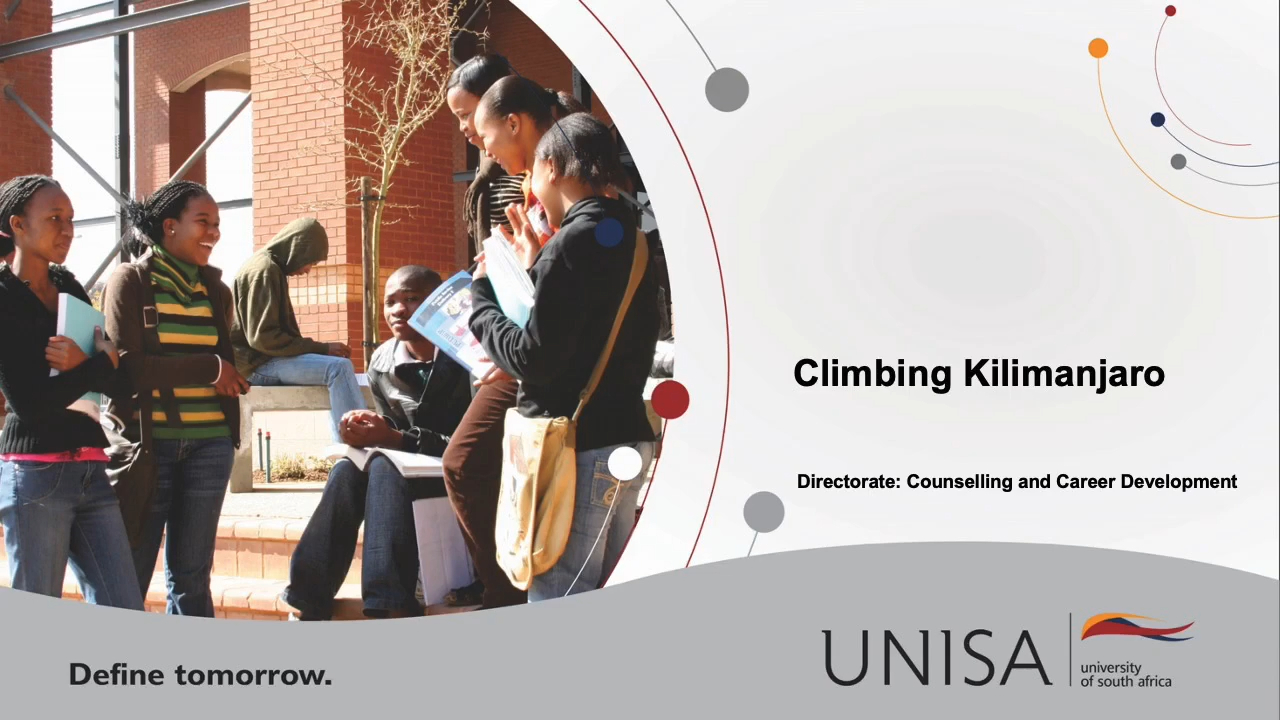 Climbing Kilimanjaro
Directorate: Counselling and Career Development
Define tomorrow.
UNISA
university
of south africa